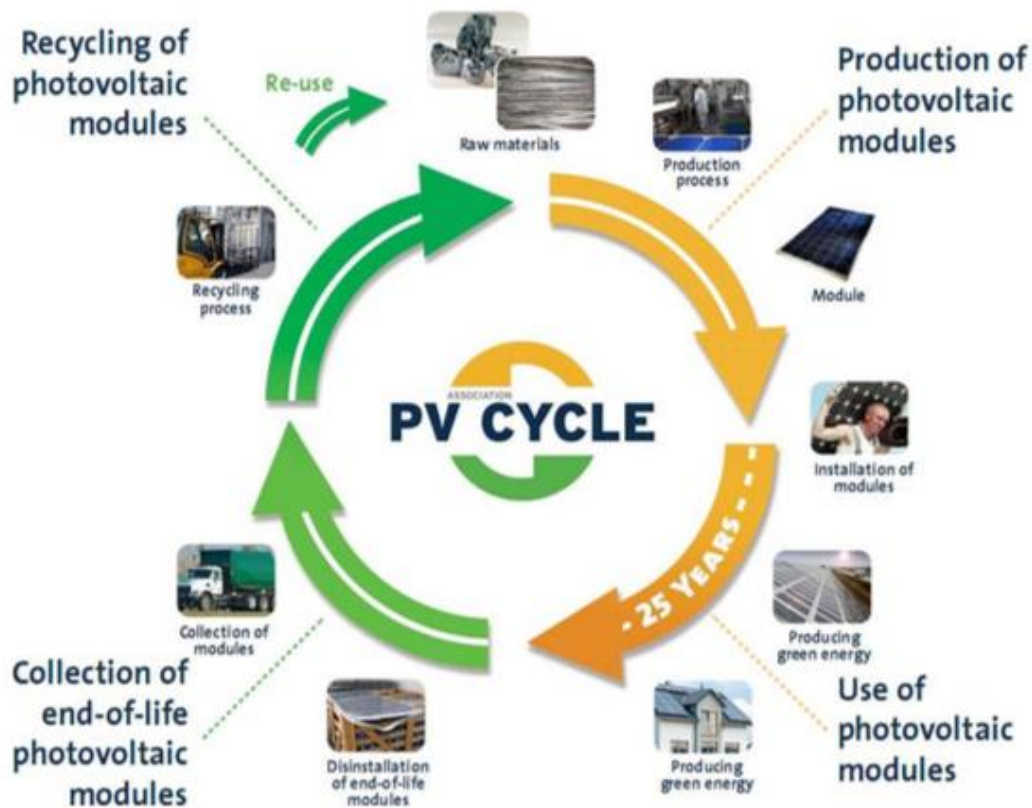 Recycling of
photovoltaic
modules
Re-use
Raw materials
Production
process
Production of
photovoltaic
modules
Module
Recycling
process
ASSOCIATION
PV CYCLE
Installation of
modules
- 25 YEARS - - -
Producing
green energy
Collection of
modules
Collection of
end-of-life
photovoltaic
modules
Disinstallation
of end-of-life
modules
Producing
green energy
Use of
photovoltaic
modules